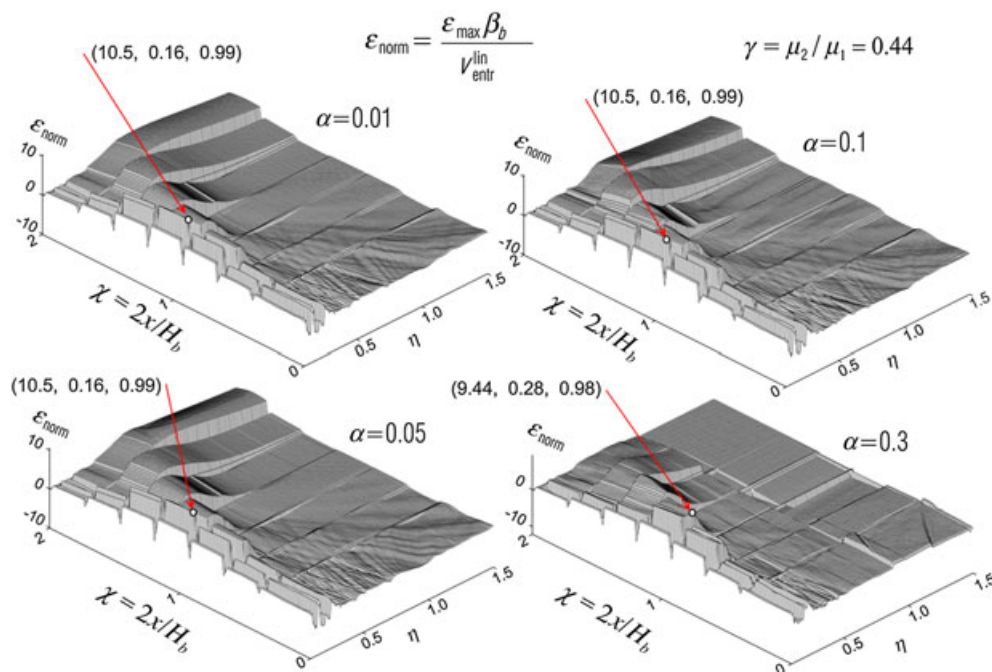 (10.5, 0.16, 0.99)
ε_norm = ε_max β_b / V_entr^lin
γ = μ₂ / μ₁ = 0.44
α=0.01
ε_norm
10
0
-10
2
1
0
χ = 2x/H_b
0.5
1.0
1.5
η
(10.5, 0.16, 0.99)
α=0.1
ε_norm
10
0
-10
2
1
0
χ = 2x/H_b
0.5
1.0
1.5
η
(10.5, 0.16, 0.99)
α=0.05
ε_norm
10
0
-10
2
1
0
χ = 2x/H_b
0.5
1.0
1.5
η
(9.44, 0.28, 0.98)
α=0.3
ε_norm
0
-10
2
1
0
χ = 2x/H_b
0.5
1.0
1.5
η